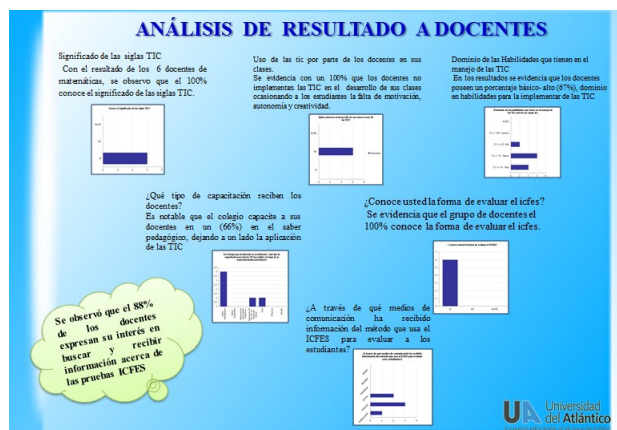 ANÁLISIS DE RESULTADO A DOCENTES
Significado de las siglas TIC
Con el resultado de los 6 docentes de
matemáticas, se observo que el 100%
conoce el significado de las siglas TIC.
Uso de las tic por parte de los docentes en sus
clases.
Se evidencia con un 100% que los docentes no
implementan las TIC en el desarrollo de sus clases
ocasionando a los estudiantes la falta de motivación,
autonomía y creatividad.
Dominio de las Habilidades que tienen en el
manejo de las TIC
En los resultados se evidencia que los docentes
poseen un porcentaje básico- alto (67%), dominio
en habilidades para la implementar de las TIC
¿Qué tipo de capacitación reciben los
docentes?
Es notable que el colegio capacite a sus
docentes en un (66%) en el saber
pedagógico, dejando a un lado la aplicación
de las TIC
¿Conoce usted la forma de evaluar el icfes?
Se evidencia que el grupo de docentes el
100% conoce la forma de evaluar el icfes.
Se observó que el 88%
de los docentes
expresan su interés en
buscar y recibir
información acerca de
las pruebas ICFES
¿A través de qué medios de
comunicación ha recibido
información del método que usa el
ICFES para evaluar a los
estudiantes?
UA Universidad
del Atlántico